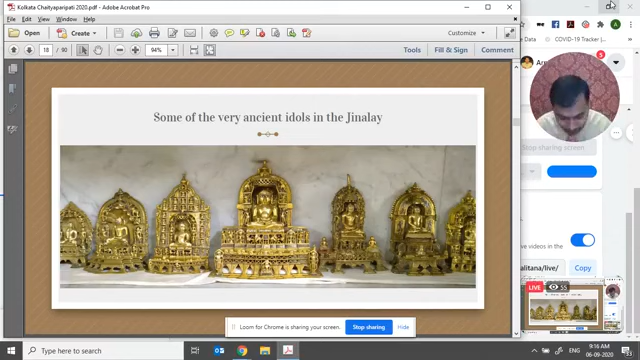 Kolkata Chaityaparipati 2020.pdf - Adobe Acrobat Pro
File Edit View Window Help
Open Create Customize
18 / 90 94% Tools Fill & Sign Comment
Some of the very ancient idols in the Jinalay
COVID-19 Tracker
Other
Stop sharing screen
ve videos in the
alitana/live/ Copy
LIVE 55
Loom for Chrome is sharing your screen. Stop sharing Hide
Type here to search
ENG 9:16 AM
06-09-2020